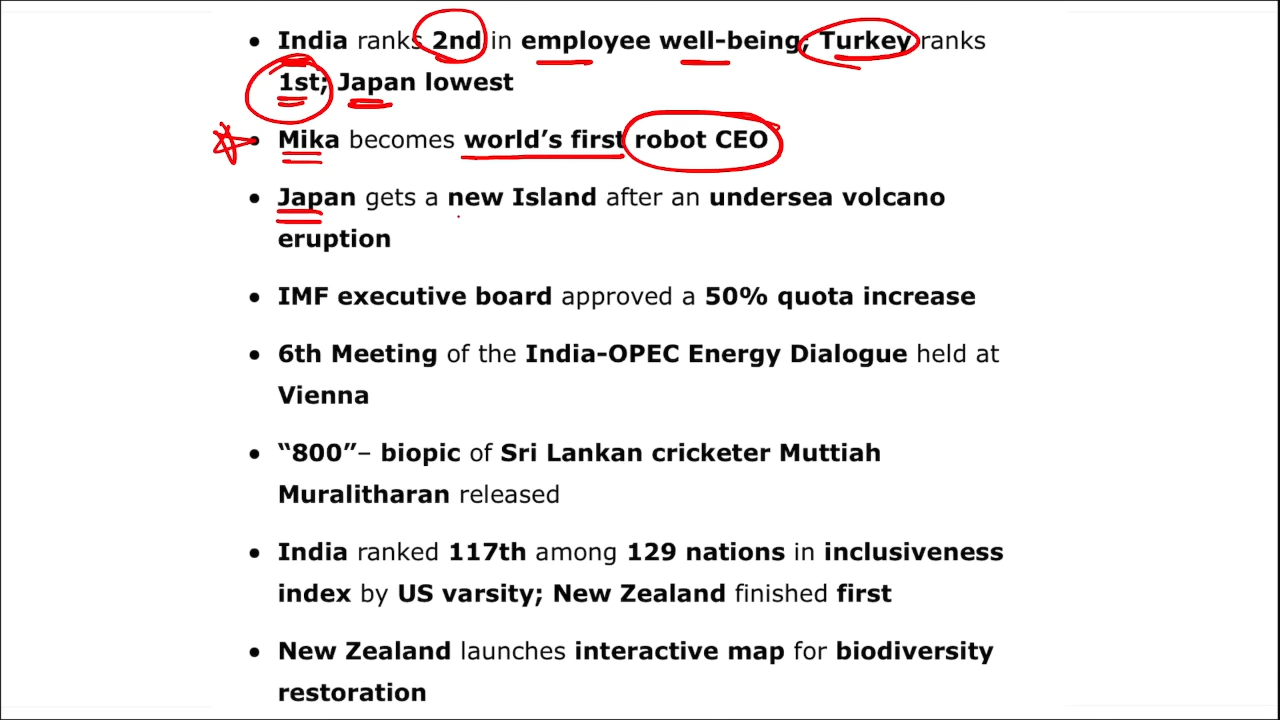 • India ranks 2nd in employee well-being; Turkey ranks
1st; Japan lowest
• Mika becomes world’s first robot CEO
• Japan gets a new Island after an undersea volcano
eruption
• IMF executive board approved a 50% quota increase
• 6th Meeting of the India-OPEC Energy Dialogue held at
Vienna
• “800”– biopic of Sri Lankan cricketer Muttiah
Muralitharan released
• India ranked 117th among 129 nations in inclusiveness
index by US varsity; New Zealand finished first
• New Zealand launches interactive map for biodiversity
restoration